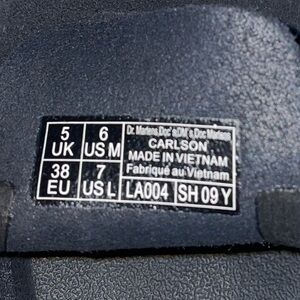 5 UK
6 US M
38 EU
7 US L
Dr. Martens,Doc's,DM's,Doc Martens
CARLSON
MADE IN VIETNAM
Fabriqué au Vietnam
LA004
SH 09 Y